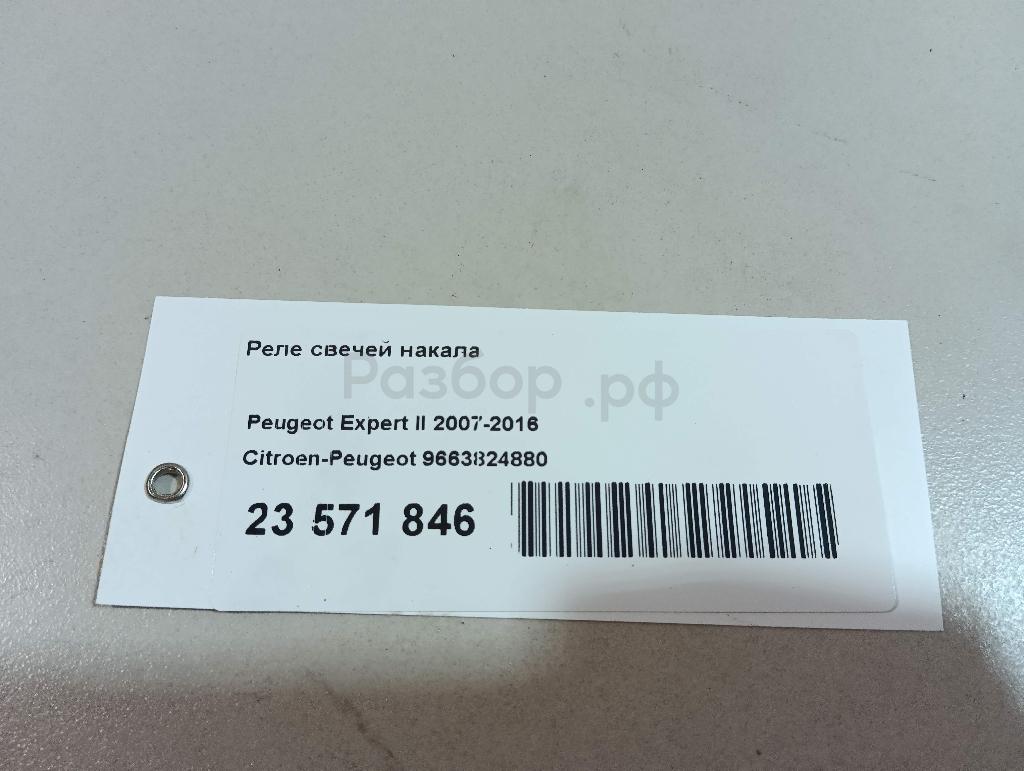 Реле свечей накала
Разбор.рф
Peugeot Expert II 2007-2016
Citroen-Peugeot 9663824880
23 571 846